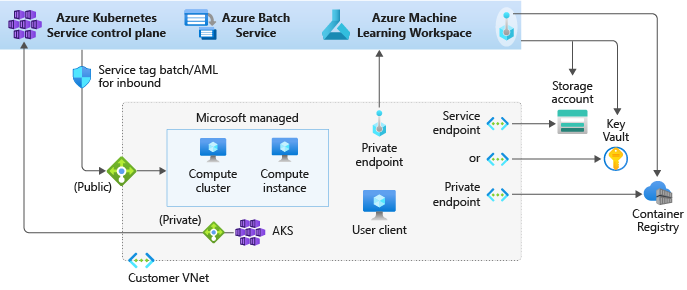 Azure Kubernetes
Service control plane
Azure Batch
Service
Azure Machine
Learning Workspace
Service tag batch/AML
for inbound
Storage
account
Microsoft managed
Service
endpoint
Key
Vault
Private
endpoint
Compute
cluster
Compute
instance
or
(Public)
Private
endpoint
Container
Registry
(Private)
AKS
User client
Customer VNet